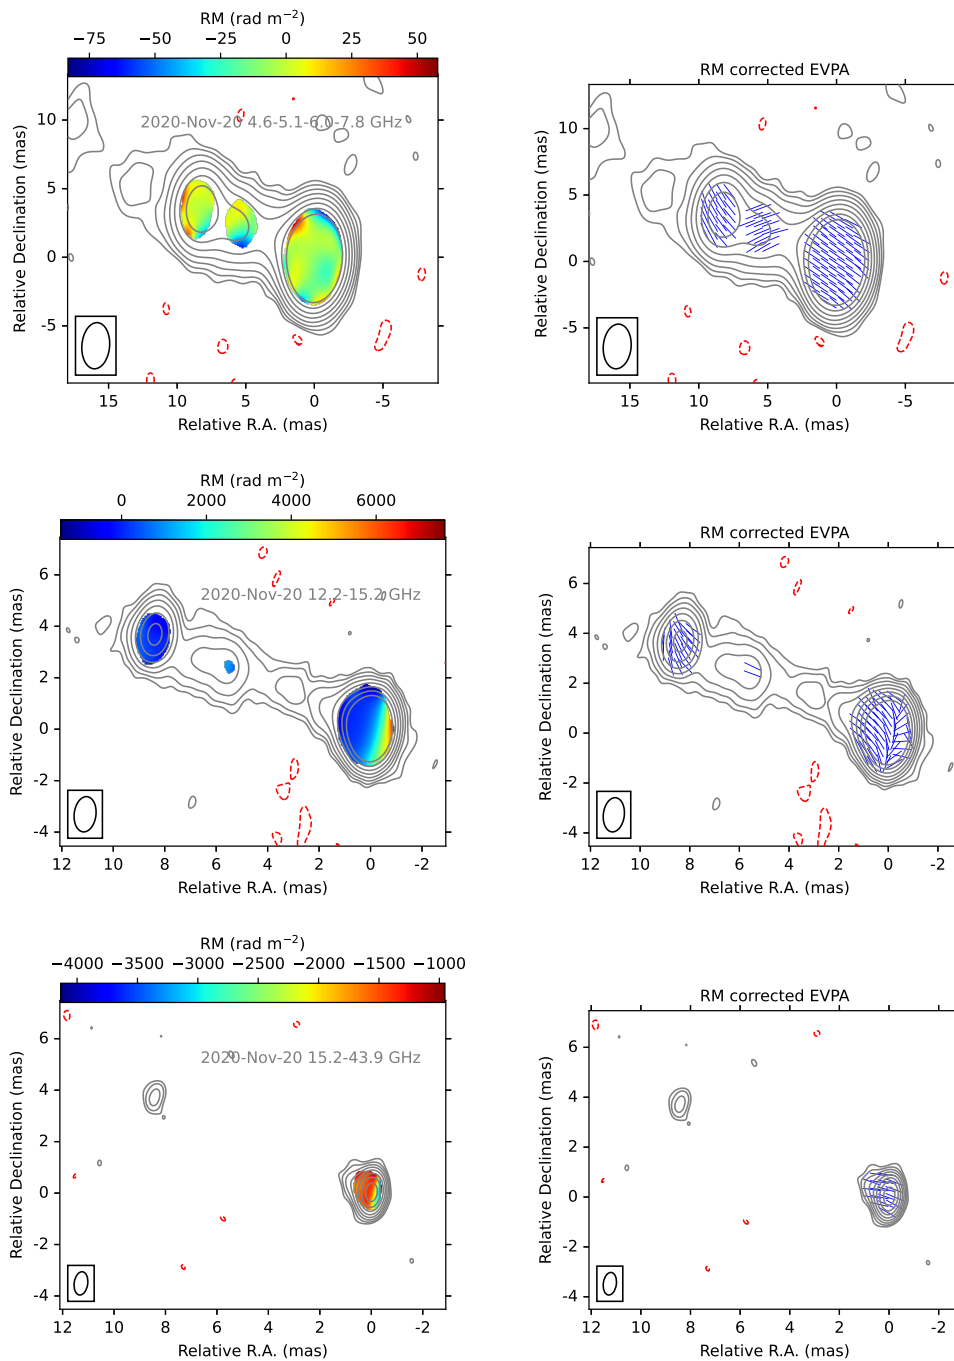 RM (rad m−2)
−75 −50 −25 0 25 50
RM corrected EVPA
2020-Nov-20 4.6-5.1-6.0-7.8 GHz
Relative Declination (mas)
10
5
0
-5
15 10 5 0 -5
Relative R.A. (mas)
Relative Declination (mas)
10
5
0
-5
15 10 5 0 -5
Relative R.A. (mas)
RM (rad m−2)
0 2000 4000 6000
RM corrected EVPA
2020-Nov-20 12.2-15.2 GHz
Relative Declination (mas)
6
4
2
0
-2
-4
12 10 8 6 4 2 0 -2
Relative R.A. (mas)
Relative Declination (mas)
6
4
2
0
-2
-4
12 10 8 6 4 2 0 -2
Relative R.A. (mas)
RM (rad m−2)
−4000 −3500 −3000 −2500 −2000 −1500 −1000
RM corrected EVPA
2020-Nov-20 15.2-43.9 GHz
Relative Declination (mas)
6
4
2
0
-2
-4
12 10 8 6 4 2 0 -2
Relative R.A. (mas)
Relative Declination (mas)
6
4
2
0
-2
-4
12 10 8 6 4 2 0 -2
Relative R.A. (mas)